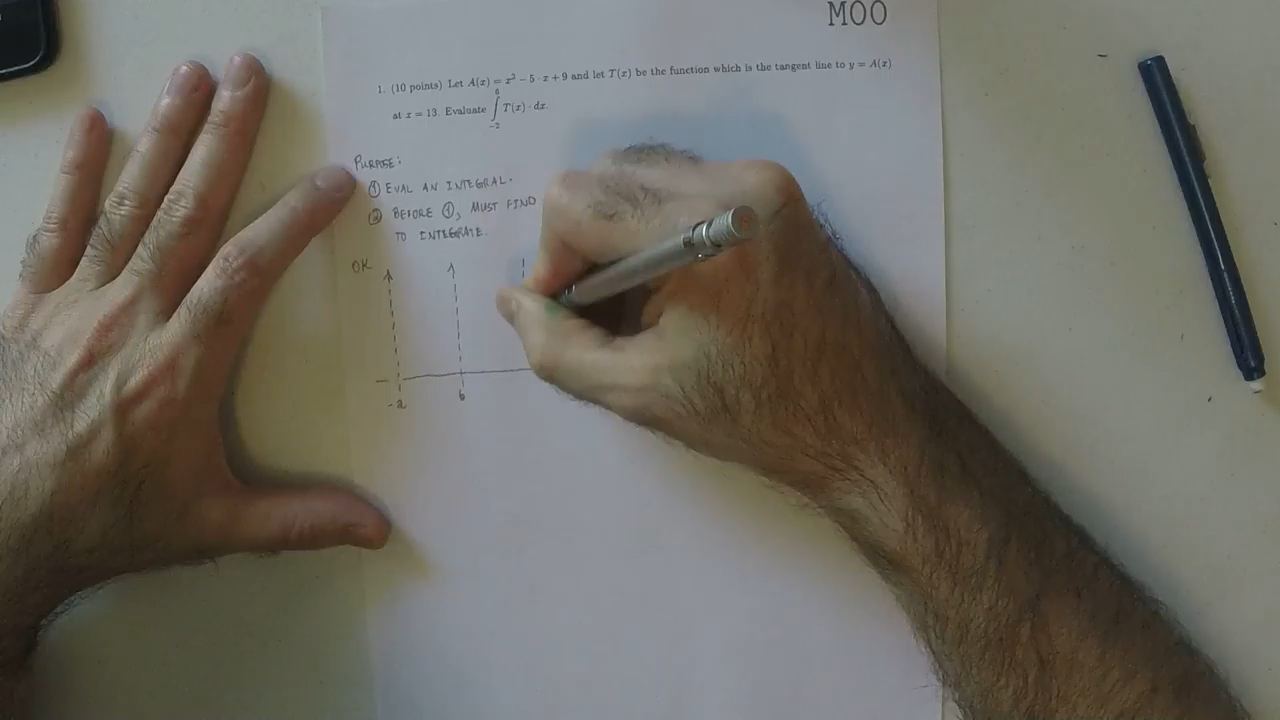 MOO
1. (10 points) Let A(x) = x² − 5 · x + 9 and let T(x) be the function which is the tangent line to y = A(x)
at x = 13. Evaluate ∫₋₂⁶ T(x) · dx.
PURPOSE:
① EVAL AN INTEGRAL.
② BEFORE ①, MUST FIND
TO INTEGRATE.
OK
-2 6